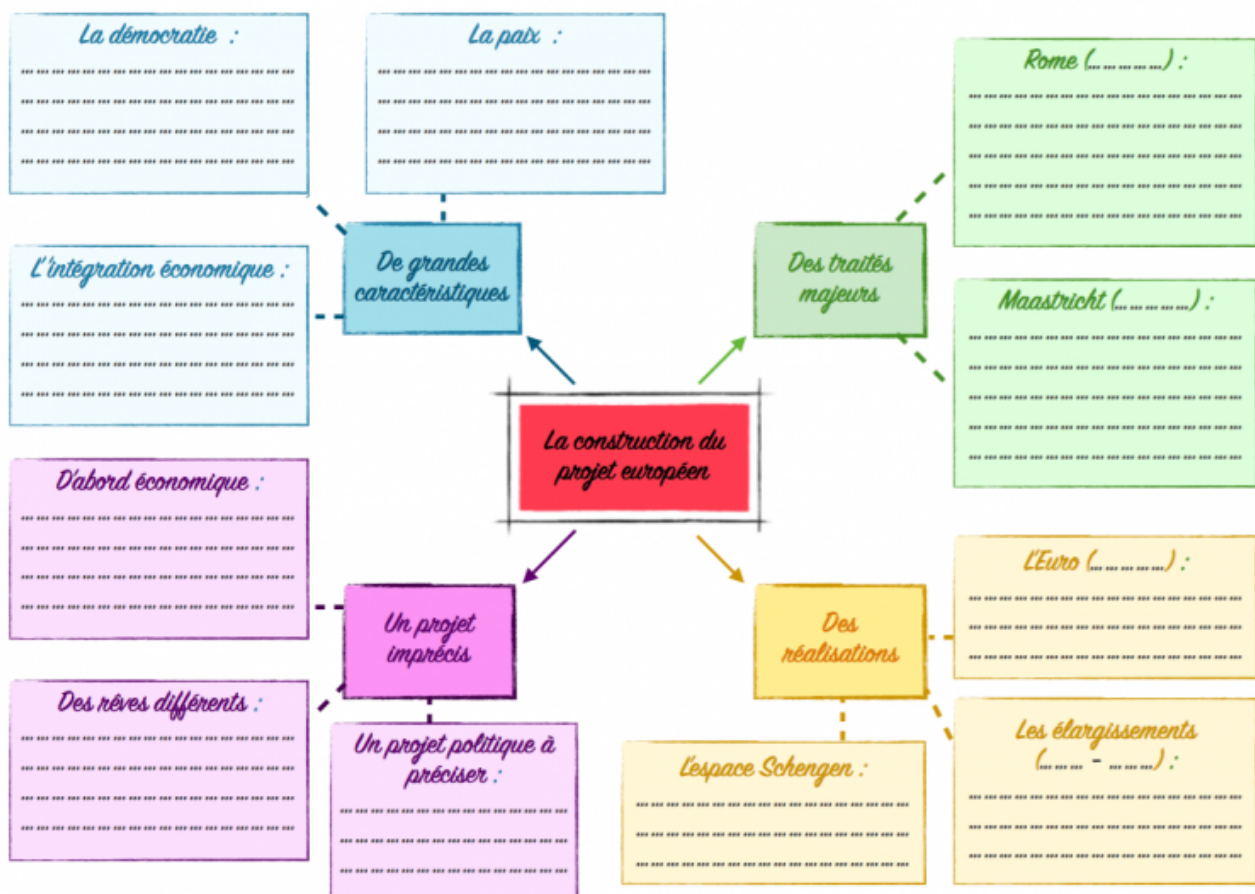 La démocratie :
... ... ... ... ... ... ... ... ... ... ... ... ... ... ... ... ... ...
... ... ... ... ... ... ... ... ... ... ... ... ... ... ... ... ... ...
... ... ... ... ... ... ... ... ... ... ... ... ... ... ... ... ... ...
... ... ... ... ... ... ... ... ... ... ... ... ... ... ... ... ... ...
La paix :
... ... ... ... ... ... ... ... ... ... ... ... ... ... ... ... ... ...
... ... ... ... ... ... ... ... ... ... ... ... ... ... ... ... ... ...
... ... ... ... ... ... ... ... ... ... ... ... ... ... ... ... ... ...
... ... ... ... ... ... ... ... ... ... ... ... ... ... ... ... ... ...
L'intégration économique :
... ... ... ... ... ... ... ... ... ... ... ... ... ... ... ... ... ...
... ... ... ... ... ... ... ... ... ... ... ... ... ... ... ... ... ...
... ... ... ... ... ... ... ... ... ... ... ... ... ... ... ... ... ...
... ... ... ... ... ... ... ... ... ... ... ... ... ... ... ... ... ...
De grandes
caractéristiques
Des traités
majeurs
Rome (... ... ... ... ...) :
... ... ... ... ... ... ... ... ... ... ... ... ... ... ... ... ... ...
... ... ... ... ... ... ... ... ... ... ... ... ... ... ... ... ... ...
... ... ... ... ... ... ... ... ... ... ... ... ... ... ... ... ... ...
... ... ... ... ... ... ... ... ... ... ... ... ... ... ... ... ... ...
... ... ... ... ... ... ... ... ... ... ... ... ... ... ... ... ... ...
Maastricht (... ... ... ... ...) :
... ... ... ... ... ... ... ... ... ... ... ... ... ... ... ... ... ...
... ... ... ... ... ... ... ... ... ... ... ... ... ... ... ... ... ...
... ... ... ... ... ... ... ... ... ... ... ... ... ... ... ... ... ...
... ... ... ... ... ... ... ... ... ... ... ... ... ... ... ... ... ...
... ... ... ... ... ... ... ... ... ... ... ... ... ... ... ... ... ...
La construction du
projet européen
D'abord économique :
... ... ... ... ... ... ... ... ... ... ... ... ... ... ... ... ... ...
... ... ... ... ... ... ... ... ... ... ... ... ... ... ... ... ... ...
... ... ... ... ... ... ... ... ... ... ... ... ... ... ... ... ... ...
... ... ... ... ... ... ... ... ... ... ... ... ... ... ... ... ... ...
Un projet
imprécis
Des rêves différents :
... ... ... ... ... ... ... ... ... ... ... ... ... ... ... ... ... ...
... ... ... ... ... ... ... ... ... ... ... ... ... ... ... ... ... ...
... ... ... ... ... ... ... ... ... ... ... ... ... ... ... ... ... ...
... ... ... ... ... ... ... ... ... ... ... ... ... ... ... ... ... ...
Un projet politique à
préciser :
... ... ... ... ... ... ... ... ... ... ... ... ... ... ...
... ... ... ... ... ... ... ... ... ... ... ... ... ... ...
... ... ... ... ... ... ... ... ... ... ... ... ... ... ...
Des
réalisations
L'Euro (... ... ... ... ...) :
... ... ... ... ... ... ... ... ... ... ... ... ... ... ... ... ... ...
... ... ... ... ... ... ... ... ... ... ... ... ... ... ... ... ... ...
... ... ... ... ... ... ... ... ... ... ... ... ... ... ... ... ... ...
L'espace Schengen :
... ... ... ... ... ... ... ... ... ... ... ... ... ... ... ... ... ...
... ... ... ... ... ... ... ... ... ... ... ... ... ... ... ... ... ...
... ... ... ... ... ... ... ... ... ... ... ... ... ... ... ... ... ...
Les élargissements
(... ... ... - ... ... ...) :
... ... ... ... ... ... ... ... ... ... ... ... ... ... ... ... ... ...
... ... ... ... ... ... ... ... ... ... ... ... ... ... ... ... ... ...
... ... ... ... ... ... ... ... ... ... ... ... ... ... ... ... ... ...